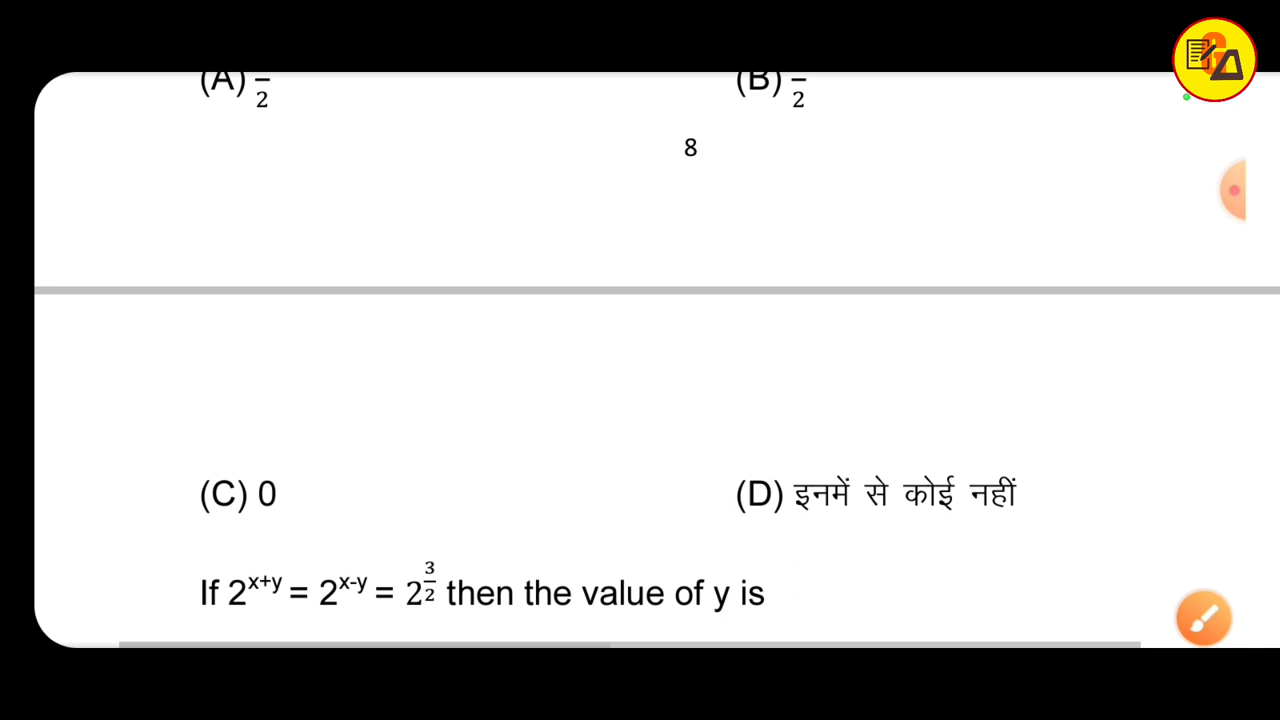 (A) 2 (B) 2
8
(C) 0 (D) इनमें से कोई नहीं
If 2^{x+y} = 2^{x-y} = 2^{3/2} then the value of y is